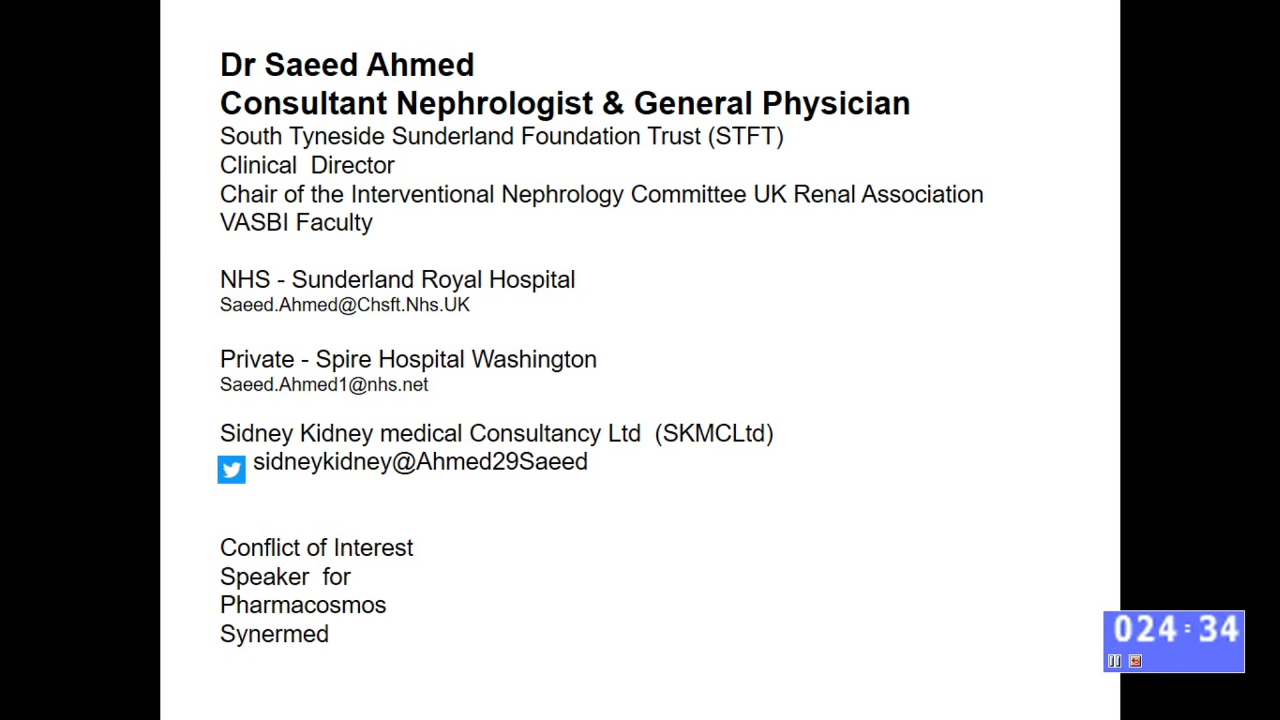 Dr Saeed Ahmed
Consultant Nephrologist & General Physician
South Tyneside Sunderland Foundation Trust (STFT)
Clinical  Director
Chair of the Interventional Nephrology Committee UK Renal Association
VASBI Faculty
NHS - Sunderland Royal Hospital
Saeed.Ahmed@Chsft.Nhs.UK
Private - Spire Hospital Washington
Saeed.Ahmed1@nhs.net
Sidney Kidney medical Consultancy Ltd  (SKMCLtd)
sidneykidney@Ahmed29Saeed
Conflict of Interest
Speaker  for
Pharmacosmos
Synermed
024:34